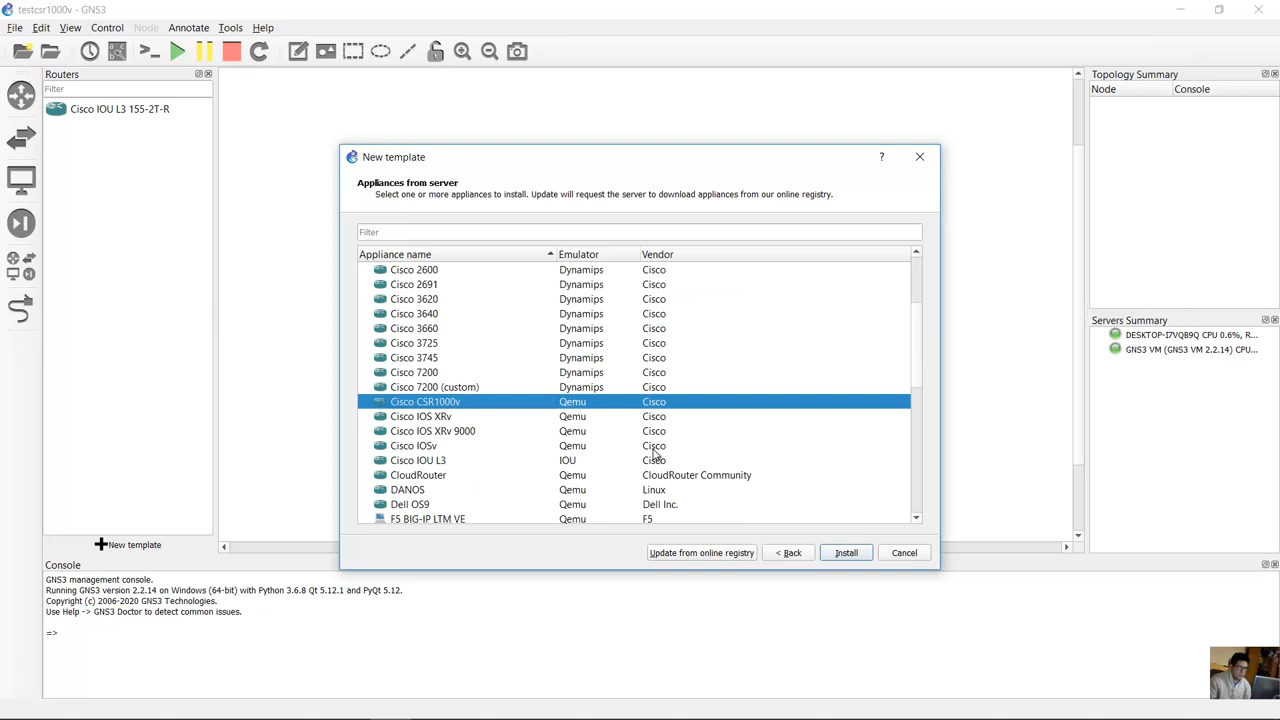 testcsr1000v - GNS3
File Edit View Control Node Annotate Tools Help
Routers
Filter
Cisco IOU L3 155-2T-R
New template
New template
?
Appliances from server
Select one or more appliances to install. Update will request the server to download appliances from our online registry.
Filter
Appliance name Emulator Vendor
Cisco 2600 Dynamips Cisco
Cisco 2691 Dynamips Cisco
Cisco 3620 Dynamips Cisco
Cisco 3640 Dynamips Cisco
Cisco 3660 Dynamips Cisco
Cisco 3725 Dynamips Cisco
Cisco 3745 Dynamips Cisco
Cisco 7200 Dynamips Cisco
Cisco 7200 (custom) Dynamips Cisco
Cisco CSR1000v Qemu Cisco
Cisco IOS XRv Qemu Cisco
Cisco IOS XRv 9000 Qemu Cisco
Cisco IOSv Qemu Cisco
Cisco IOU L3 IOU Cisco
CloudRouter Qemu CloudRouter Community
DANOS Qemu Linux
Dell OS9 Qemu Dell Inc.
F5 BIG-IP LTM VE Qemu F5
Update from online registry < Back Install Cancel
Topology Summary
Node Console
Servers Summary
DESKTOP-I7VQB9Q CPU 0.6%, R...
GNS3 VM (GNS3 VM 2.2.14) CPU...
Console
GNS3 management console.
Running GNS3 version 2.2.14 on Windows (64-bit) with Python 3.6.8 Qt 5.12.1 and PyQt 5.12.
Copyright (c) 2006-2020 GNS3 Technologies.
Use Help -> GNS3 Doctor to detect common issues.
=>